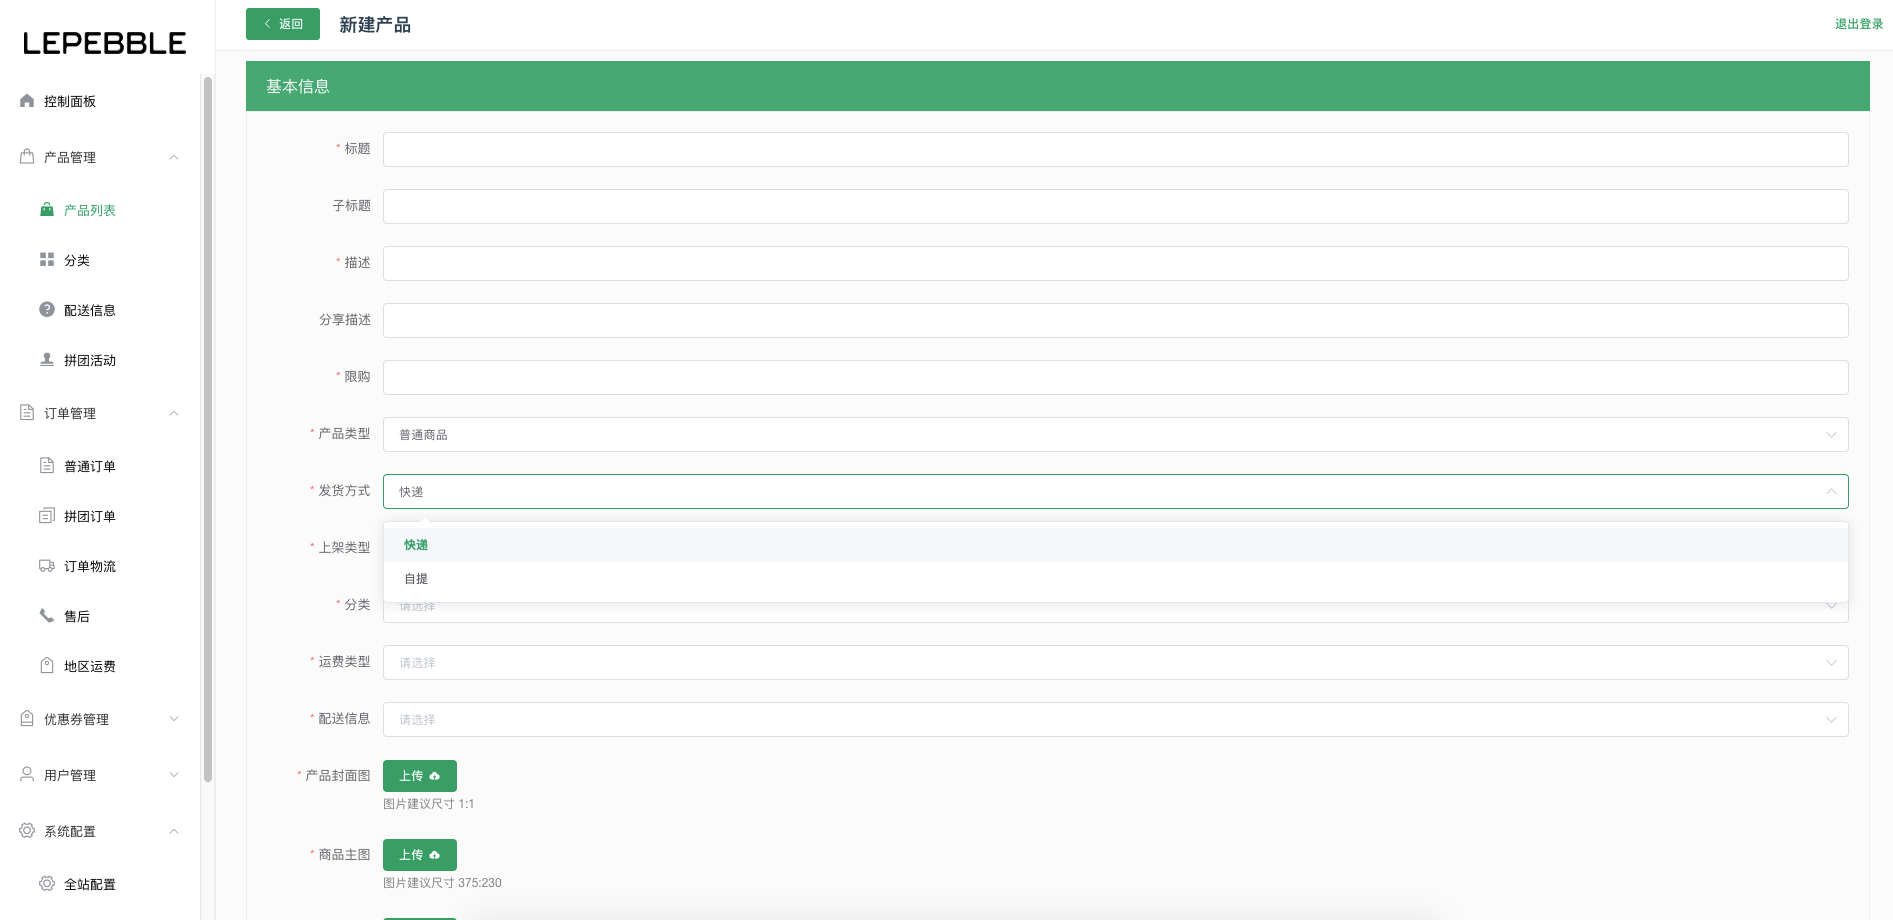 返回
新建产品
退出登录
LEPEBBLE
控制面板
产品管理
产品列表
分类
配送信息
拼团活动
订单管理
普通订单
拼团订单
订单物流
售后
地区运费
优惠券管理
用户管理
系统配置
全站配置
基本信息
* 标题
子标题
* 描述
分享描述
* 限购
* 产品类型
普通商品
* 发货方式
快递
快递
自提
* 上架类型
* 分类
请选择
* 运费类型
请选择
* 配送信息
请选择
* 产品封面图
上传
图片建议尺寸 1:1
* 商品主图
上传
图片建议尺寸 375:230